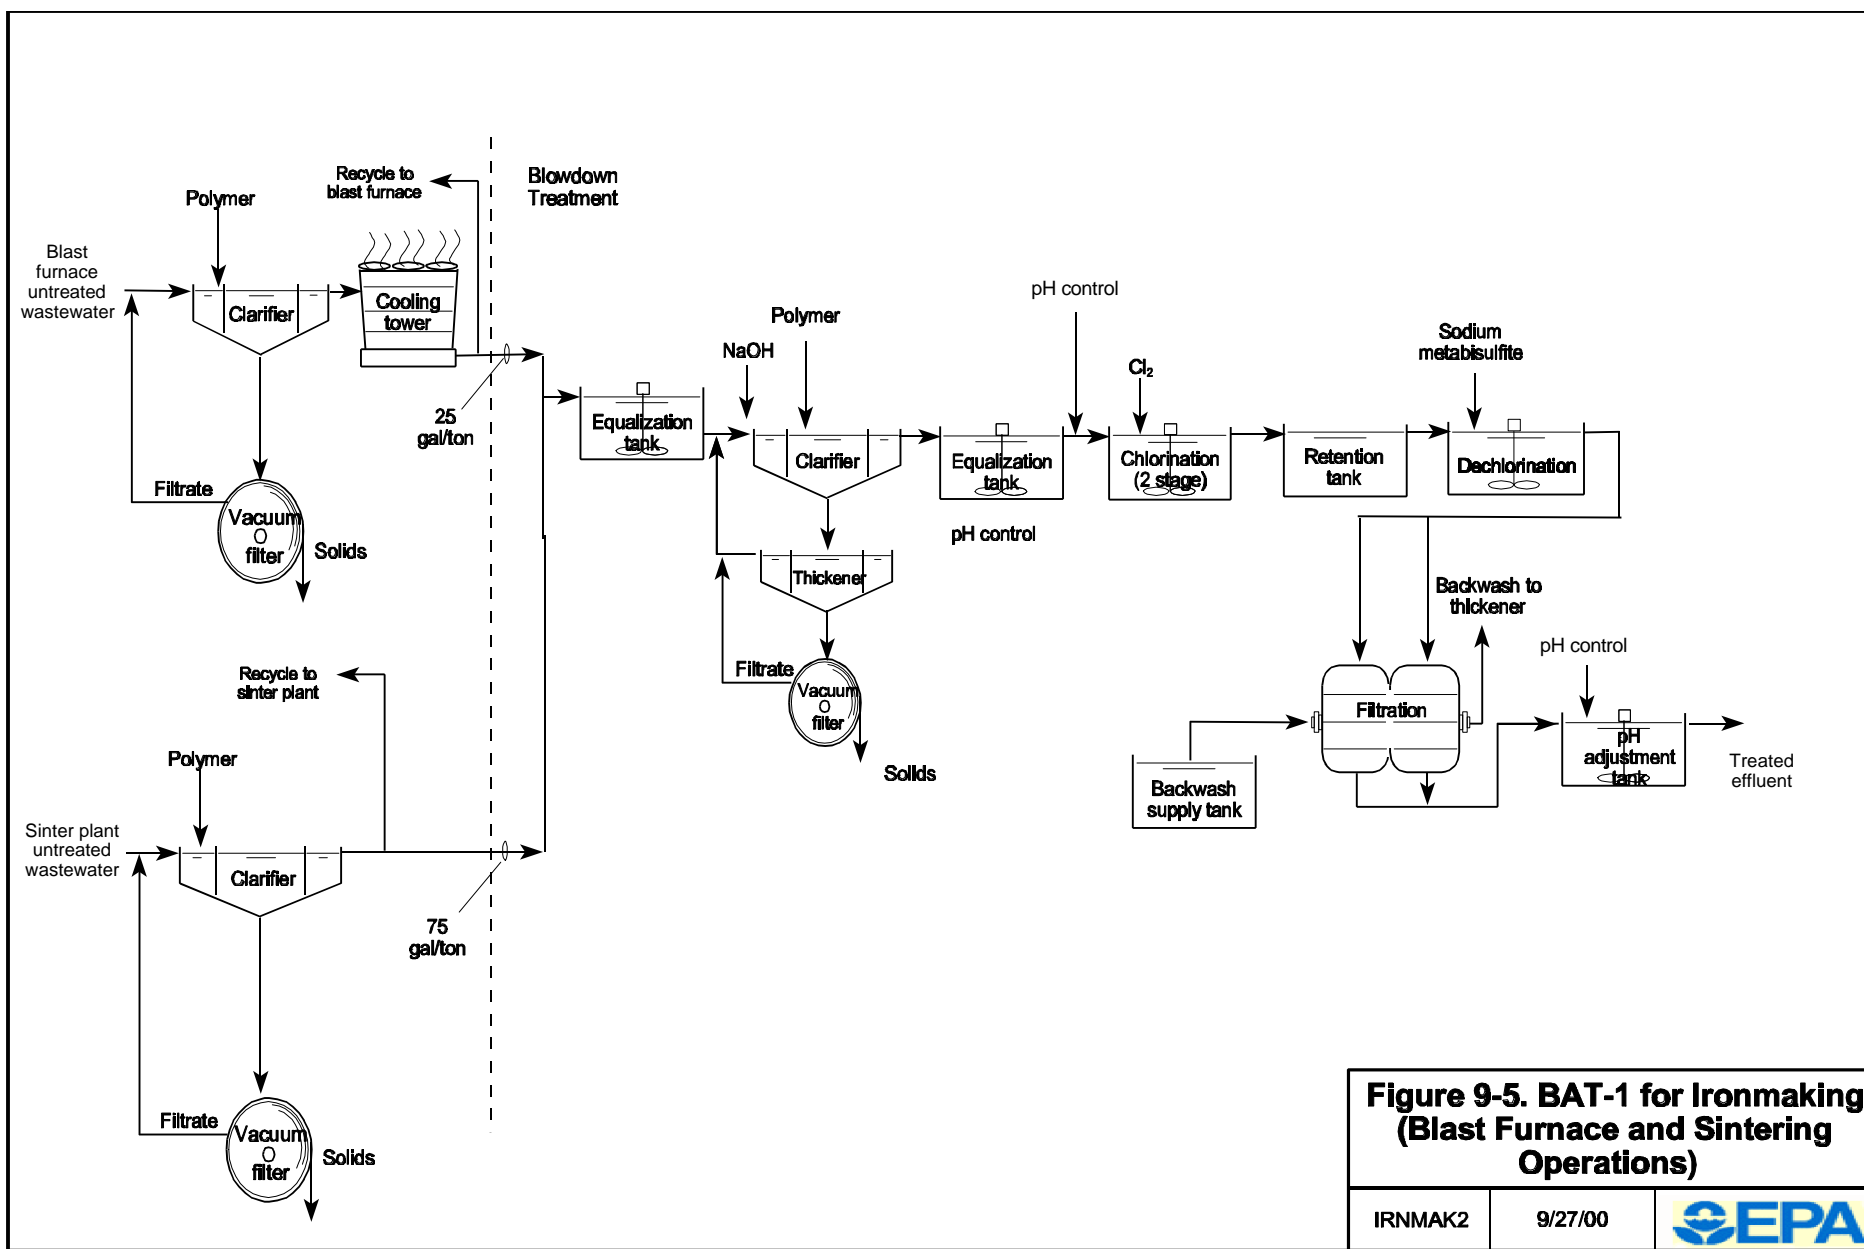 Recycle to
blast furnace
Blowdown
Treatment
Polymer
Blast
furnace
untreated
wastewater
Clarifier
Cooling
tower
25
gal/ton
Filtrate
Vacuum
filter
Solids
NaOH
Polymer
pH control
Cl₂
Sodium
metabisulfite
Equalization
tank
Clarifier
Equalization
tank
Chlorination
(2 stage)
Retention
tank
Dechlorination
pH control
Thickener
Filtrate
Vacuum
filter
Solids
Backwash to
thickener
pH control
Filtration
Backwash
supply tank
pH
adjustment
tank
Treated
effluent
Recycle to
sinter plant
Polymer
Sinter plant
untreated
wastewater
Clarifier
75
gal/ton
Filtrate
Vacuum
filter
Solids
Figure 9-5. BAT-1 for Ironmaking
(Blast Furnace and Sintering
Operations)
IRNMAK2
9/27/00
EPA